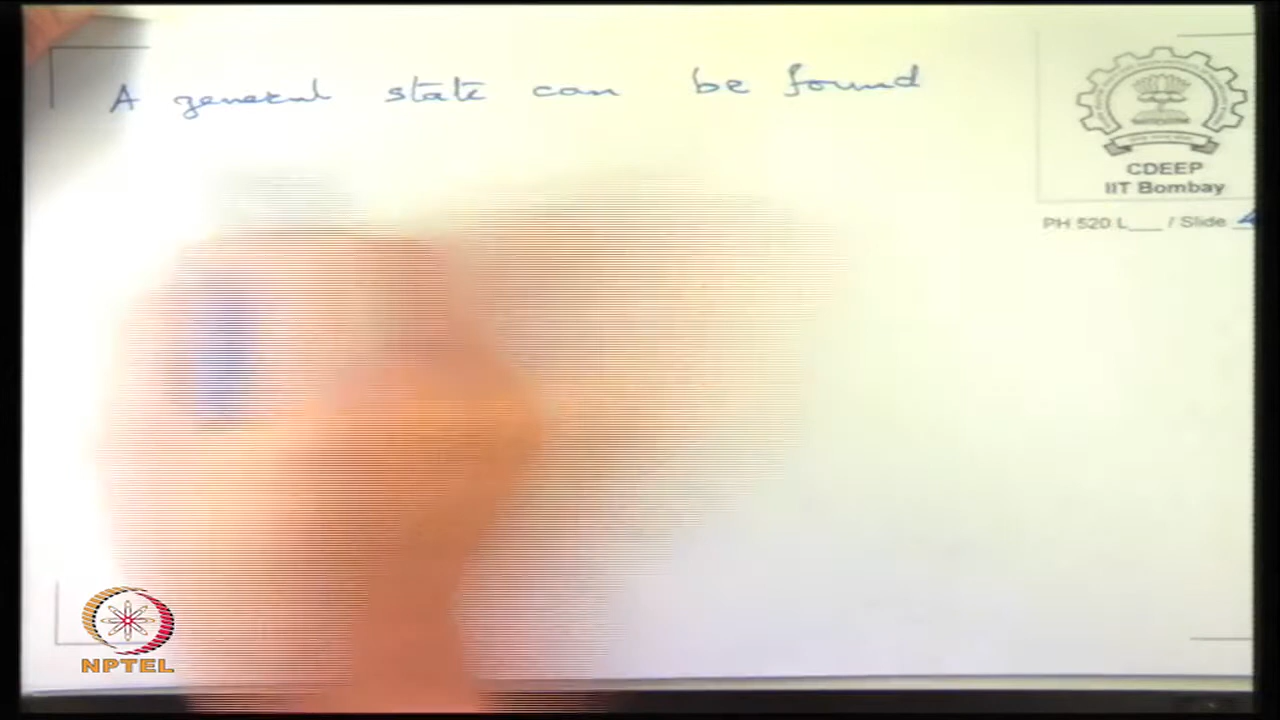 A general state can be found
CDEEP
IIT Bombay
PH 520 L___ / Slide
NPTEL